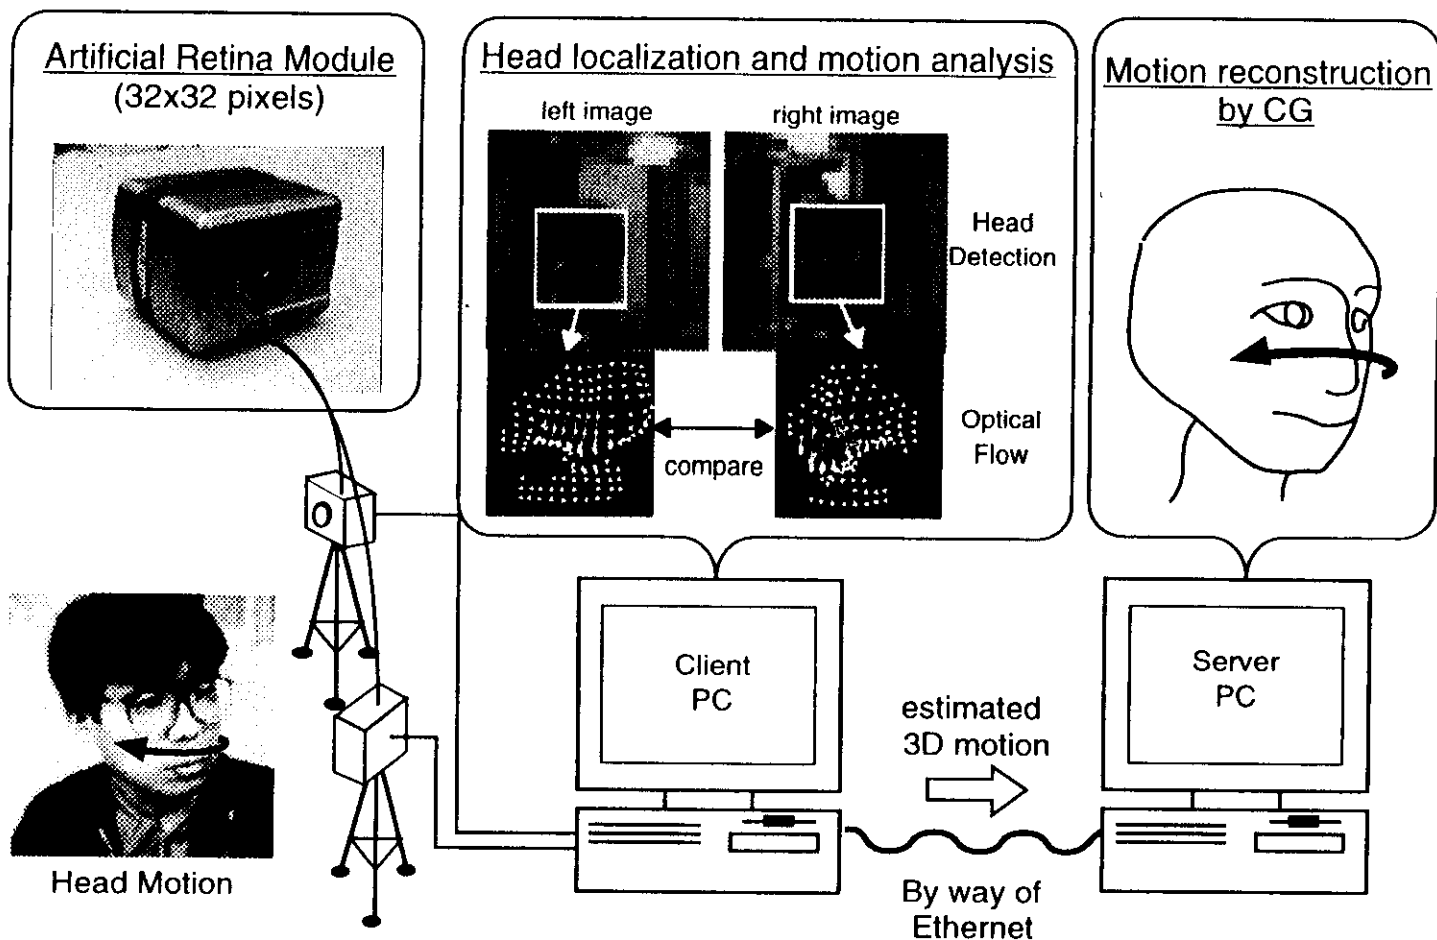 Artificial Retina Module
(32x32 pixels)
Head localization and motion analysis
left image
right image
Head
Detection
Optical
Flow
compare
Motion reconstruction
by CG
Client
PC
Server
PC
estimated
3D motion
By way of
Ethernet
Head Motion